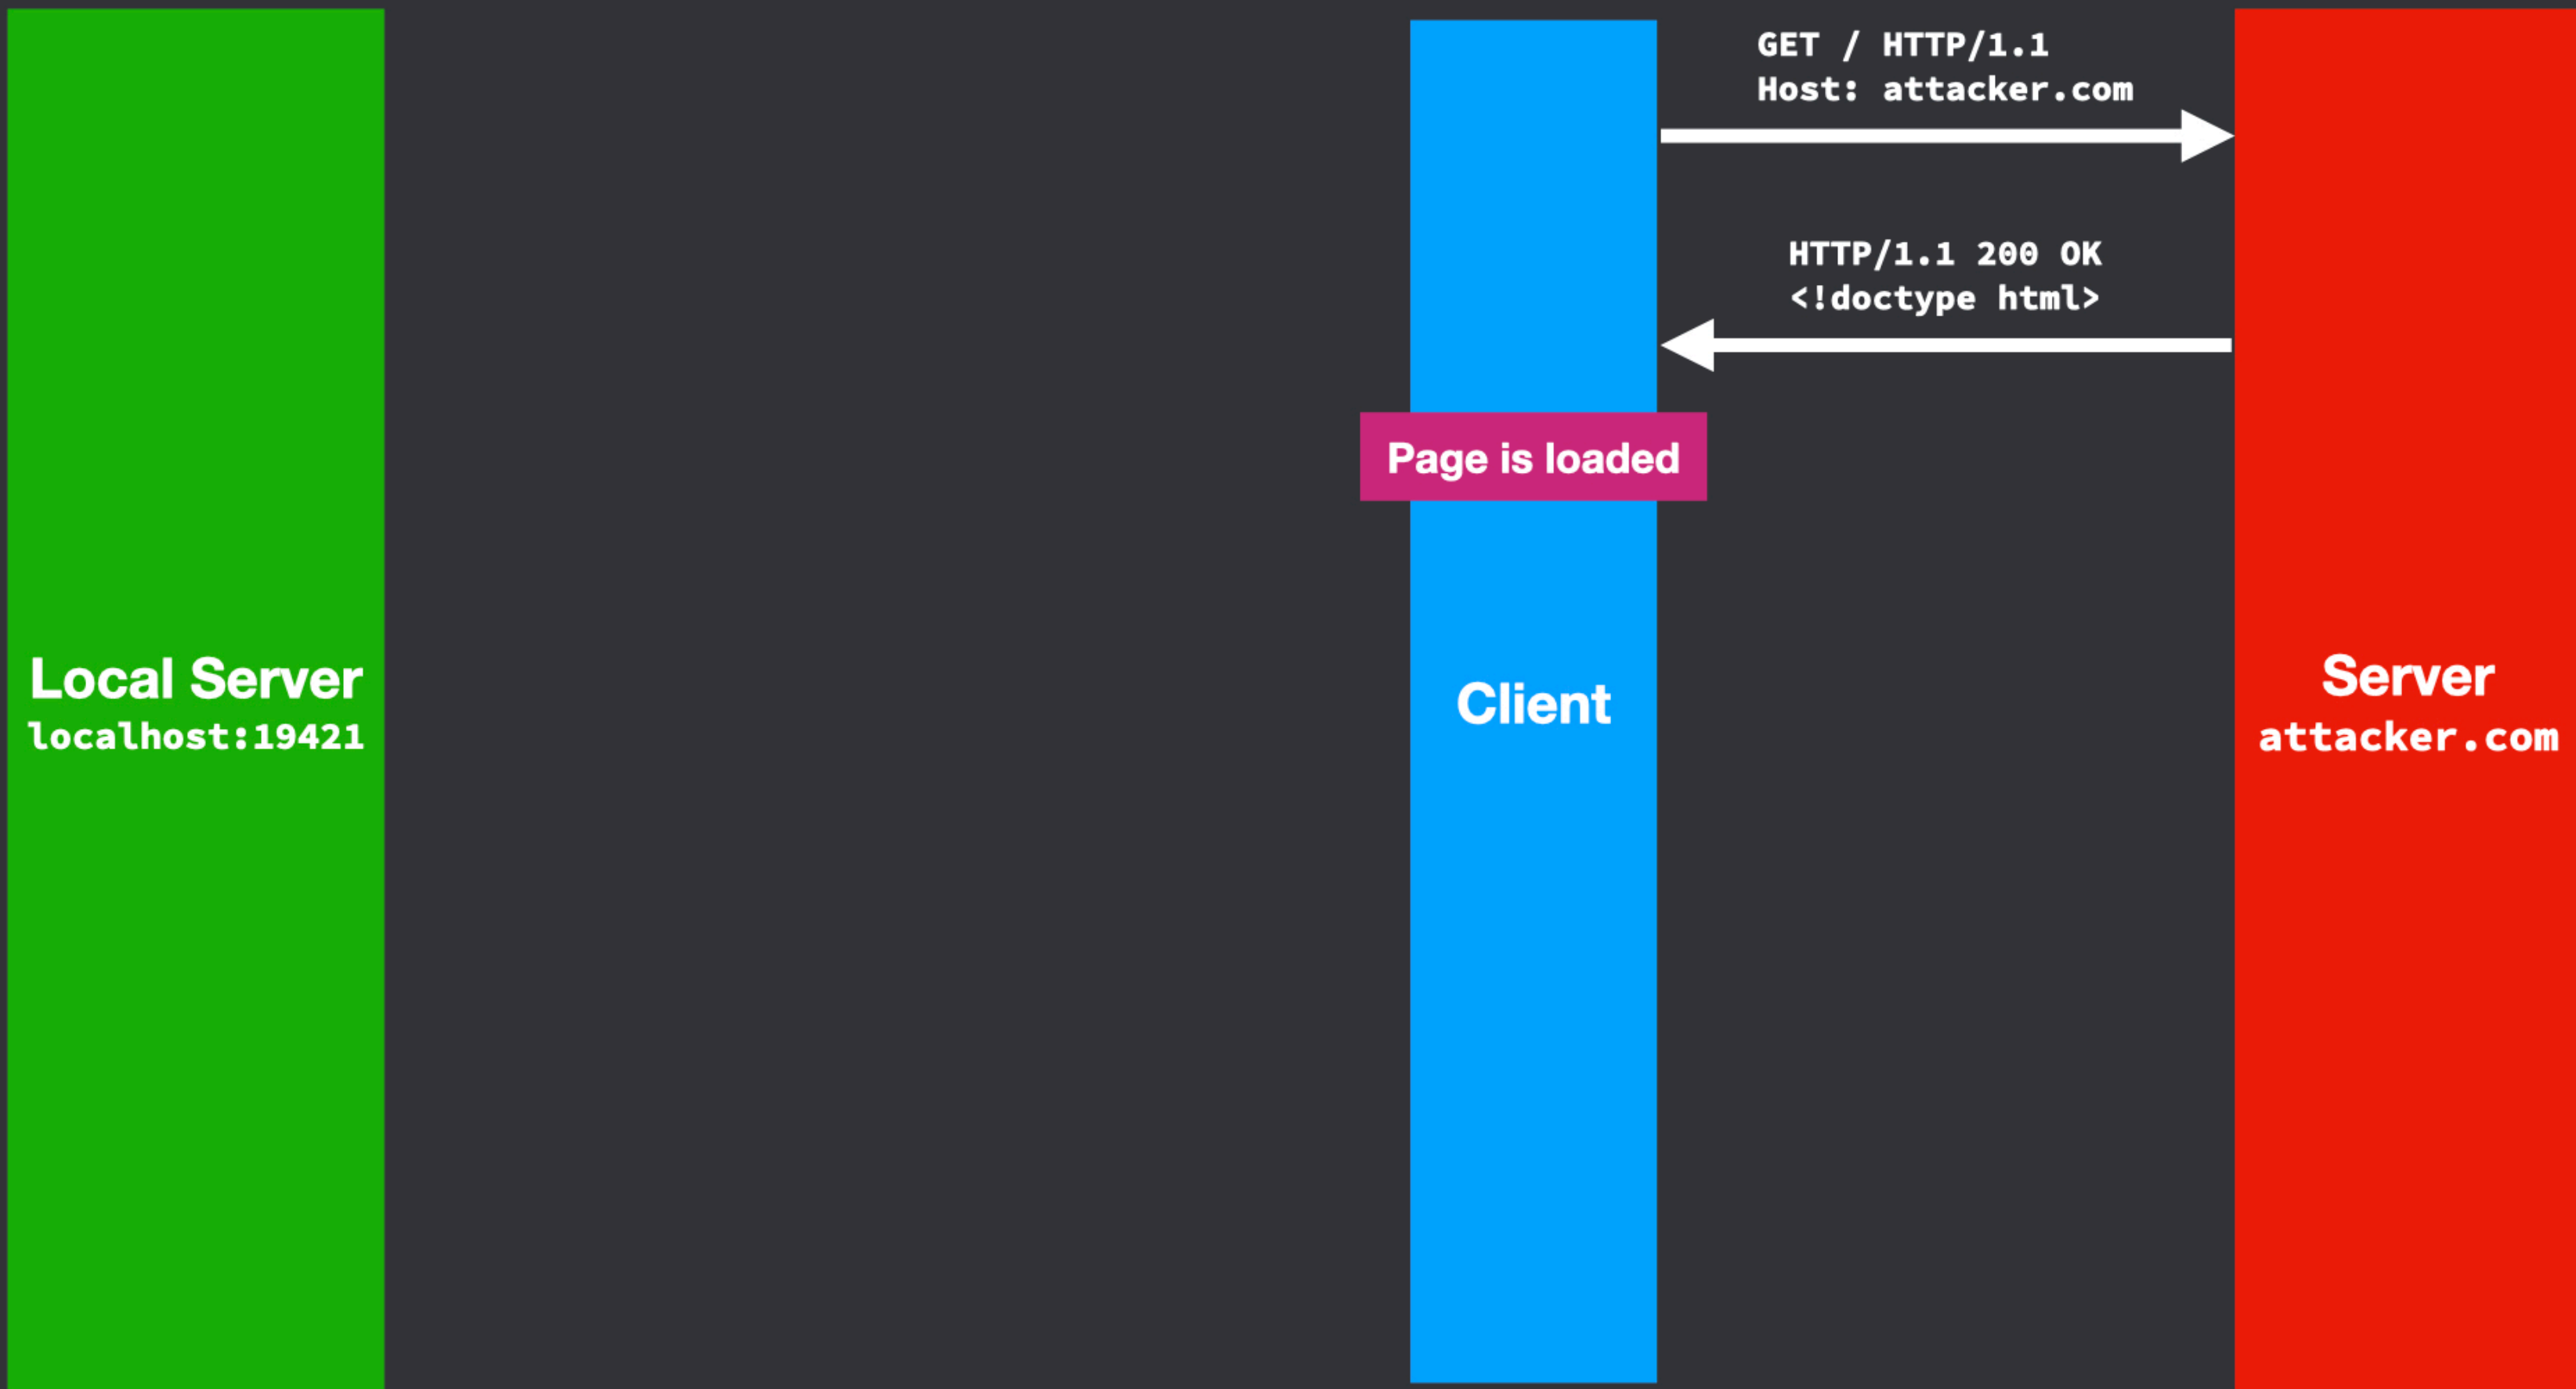 GET / HTTP/1.1
Host: attacker.com
HTTP/1.1 200 OK
<!doctype html>
Page is loaded
Local Server
localhost:19421
Client
Server
attacker.com